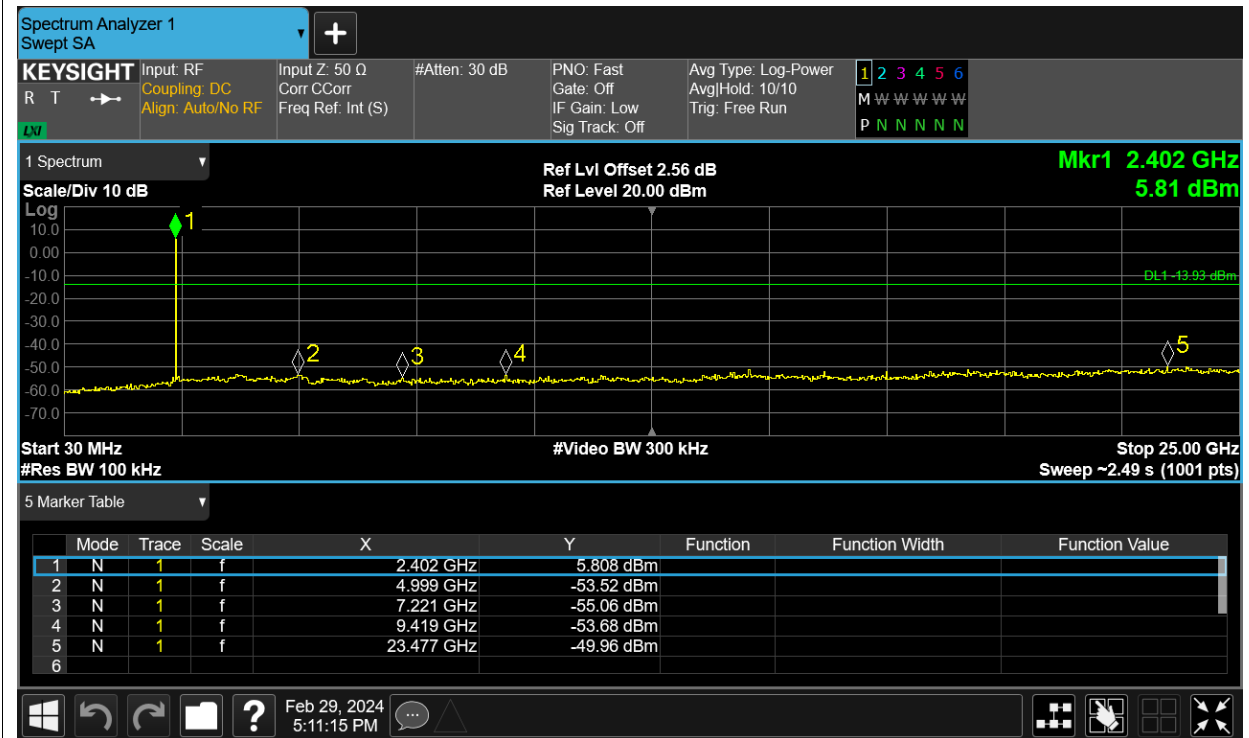 Spectrum Analyzer 1
Swept SA
KEYSIGHT
R T
LXI
Input: RF
Coupling: DC
Align: Auto/No RF
Input Z: 50 Ω
Corr CCorr
Freq Ref: Int (S)
#Atten: 30 dB
PNO: Fast
Gate: Off
IF Gain: Low
Sig Track: Off
Avg Type: Log-Power
Avg|Hold: 10/10
Trig: Free Run
1 2 3 4 5 6
M W W W W W
P N N N N N
1 Spectrum
Scale/Div 10 dB
Ref Lvl Offset 2.56 dB
Ref Level 20.00 dBm
Mkr1 2.402 GHz
5.81 dBm
Log
10.0
0.00
-10.0
-20.0
-30.0
-40.0
-50.0
-60.0
-70.0
1
2
3
4
5
DL1 -13.93 dBm
Start 30 MHz
#Res BW 100 kHz
#Video BW 300 kHz
Stop 25.00 GHz
Sweep ~2.49 s (1001 pts)
5 Marker Table
Mode Trace Scale X Y Function Function Width Function Value
1 N 1 f 2.402 GHz 5.808 dBm
2 N 1 f 4.999 GHz -53.52 dBm
3 N 1 f 7.221 GHz -55.06 dBm
4 N 1 f 9.419 GHz -53.68 dBm
5 N 1 f 23.477 GHz -49.96 dBm
6
?
Feb 29, 2024
5:11:15 PM